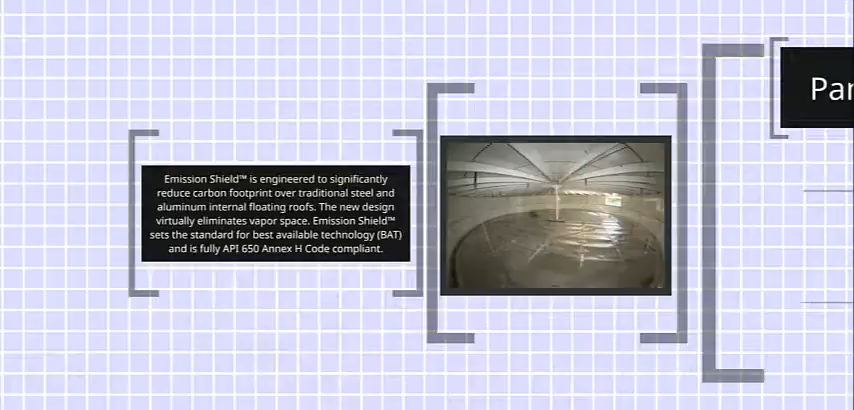 Emission Shield™ is engineered to significantly
reduce carbon footprint over traditional steel and
aluminum internal floating roofs. The new design
virtually eliminates vapor space. Emission Shield™
sets the standard for best available technology (BAT)
and is fully API 650 Annex H Code compliant.